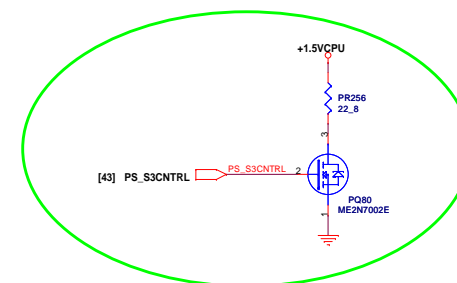 +1.5VCPU
PR256
22_8
3
[43] PS_S3CNTRL
PS_S3CNTRL
2
PQ80
ME2N7002E
1